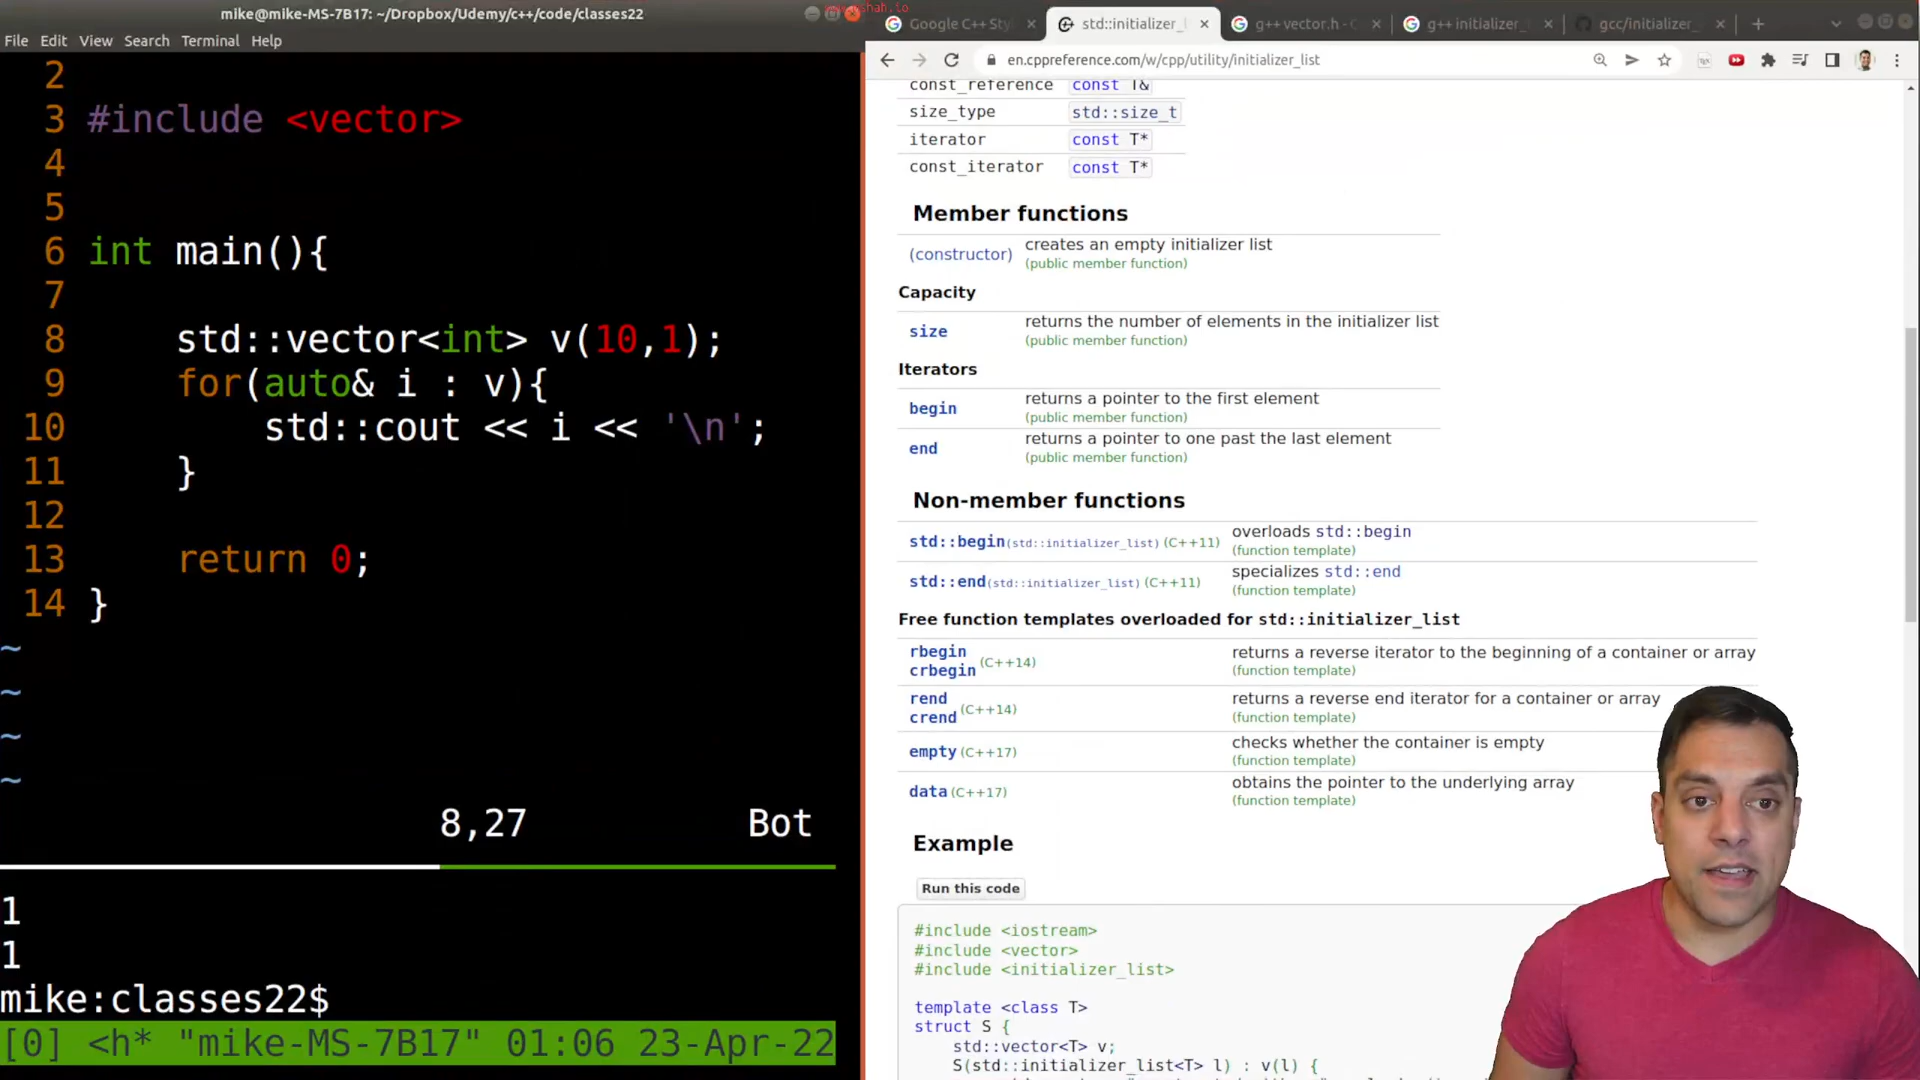 mike@mike-MS-7B17: ~/Dropbox/Udemy/c++/code/classes22
File Edit View Search Terminal Help
2
3 #include <vector>
4
5
6 int main(){
7
8 std::vector<int> v(10,1);
9 for(auto& i : v){
10 std::cout << i << '\n';
11 }
12
13 return 0;
14 }
~
~
~
~
8,27 Bot
1
1
mike:classes22$
[0] <h* "mike-MS-7B17" 01:06 23-Apr-22
Google C++ Sty
std::initializer_l
g++ vector.h - C
g++ initializer_
gcc/initializer_
en.cppreference.com/w/cpp/utility/initializer_list
const_reference const T&
size_type std::size_t
iterator const T*
const_iterator const T*
Member functions
(constructor) creates an empty initializer list
(public member function)
Capacity
size returns the number of elements in the initializer list
(public member function)
Iterators
begin returns a pointer to the first element
(public member function)
end returns a pointer to one past the last element
(public member function)
Non-member functions
std::begin(std::initializer_list) (C++11) overloads std::begin
(function template)
std::end(std::initializer_list) (C++11) specializes std::end
(function template)
Free function templates overloaded for std::initializer_list
rbegin
crbegin (C++14) returns a reverse iterator to the beginning of a container or array
(function template)
rend
crend (C++14) returns a reverse end iterator for a container or array
(function template)
empty (C++17) checks whether the container is empty
(function template)
data (C++17) obtains the pointer to the underlying array
(function template)
Example
Run this code
#include <iostream>
#include <vector>
#include <initializer_list>
template <class T>
struct S {
std::vector<T> v;
S(std::initializer_list<T> l) : v(l) {